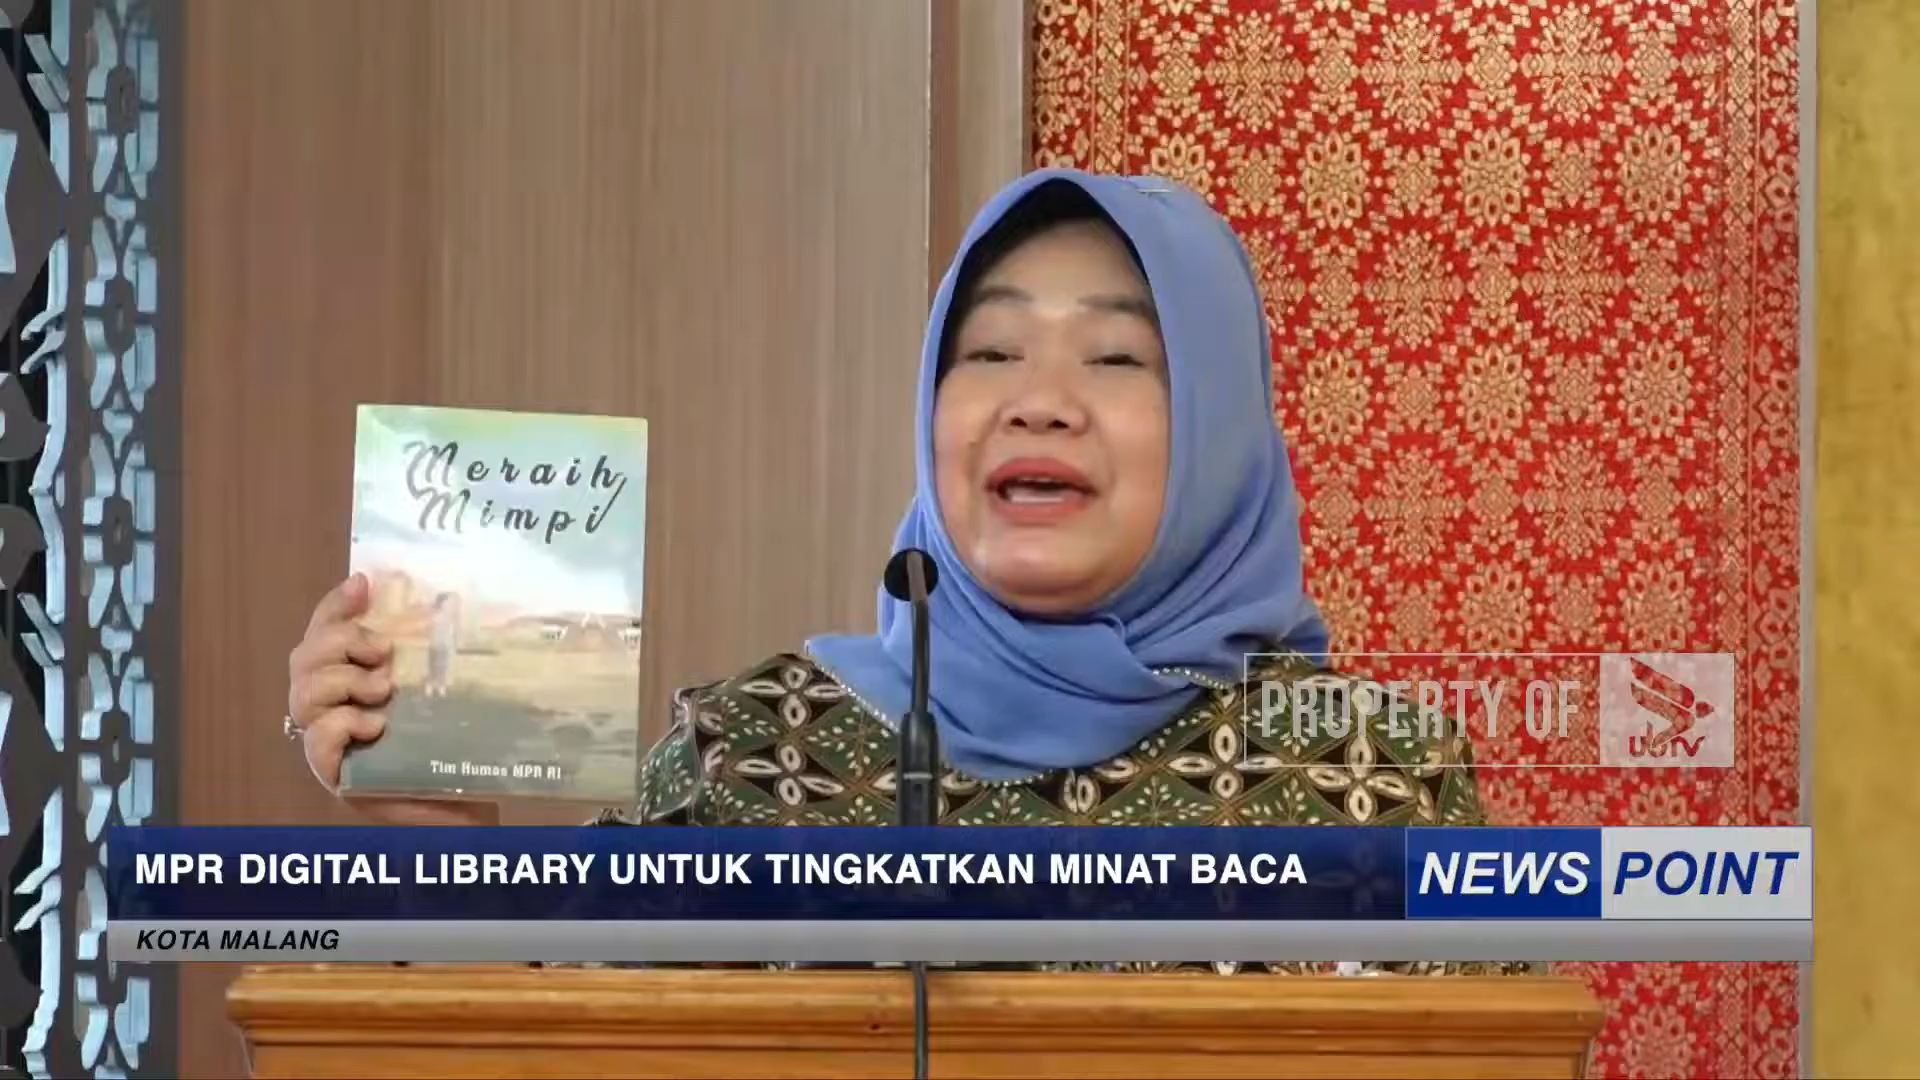 Meraih
Mimpi
Tim Humas MPR RI
PROPERTY OF
UBTV
MPR DIGITAL LIBRARY UNTUK TINGKATKAN MINAT BACA
NEWS POINT
KOTA MALANG